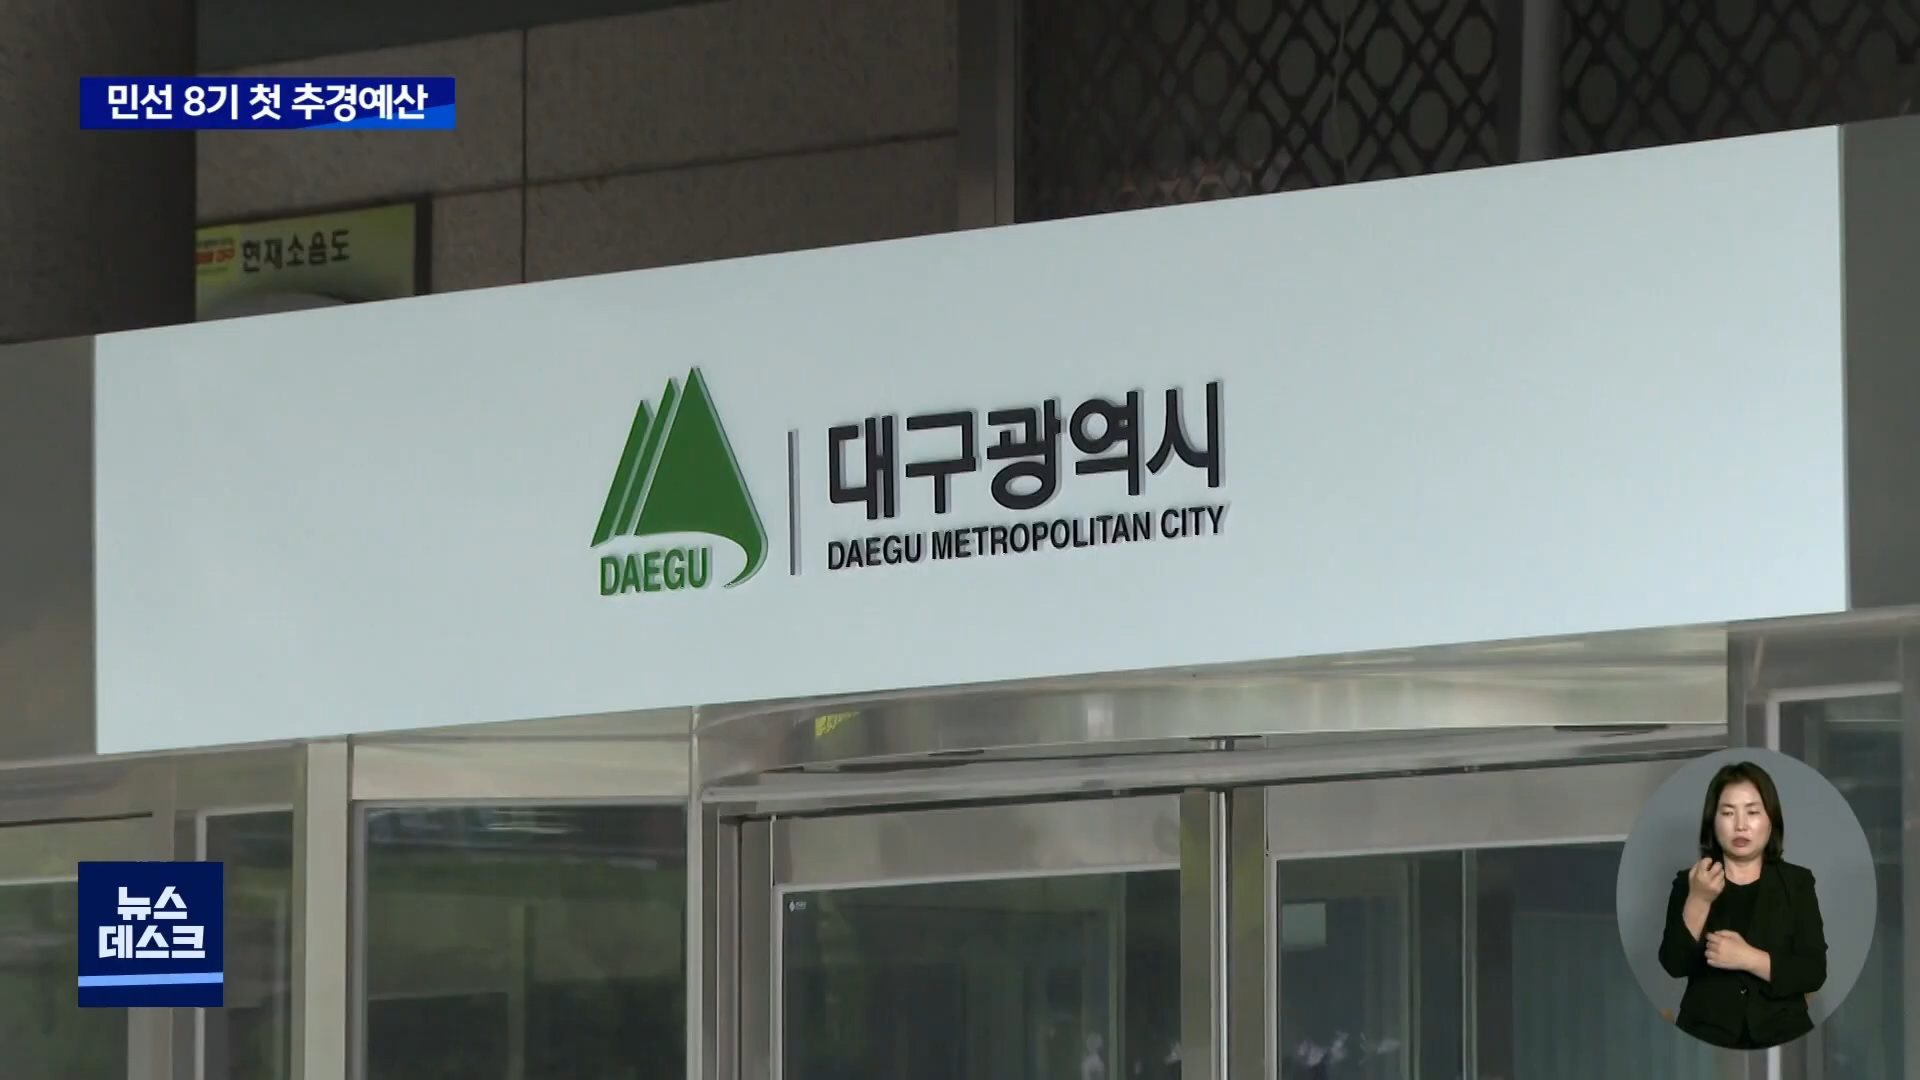 민선 8기 첫 추경예산
현재소음도
대구광역시
DAEGU METROPOLITAN CITY
DAEGU
뉴스
데스크